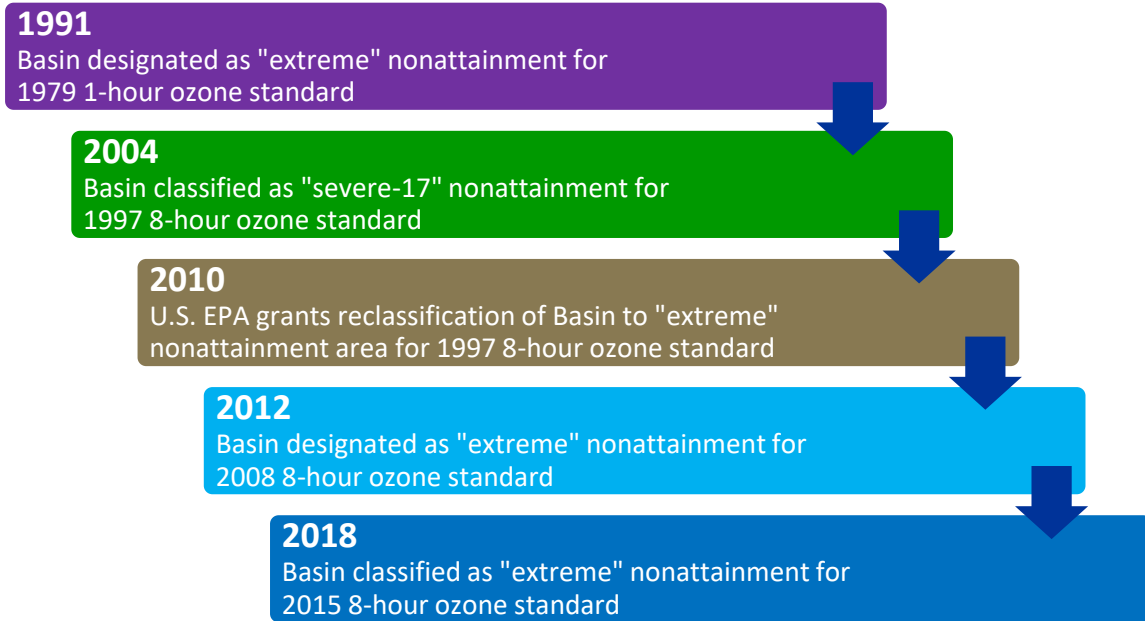 1991
Basin designated as "extreme" nonattainment for
1979 1-hour ozone standard
2004
Basin classified as "severe-17" nonattainment for
1997 8-hour ozone standard
2010
U.S. EPA grants reclassification of Basin to "extreme"
nonattainment area for 1997 8-hour ozone standard
2012
Basin designated as "extreme" nonattainment for
2008 8-hour ozone standard
2018
Basin classified as "extreme" nonattainment for
2015 8-hour ozone standard